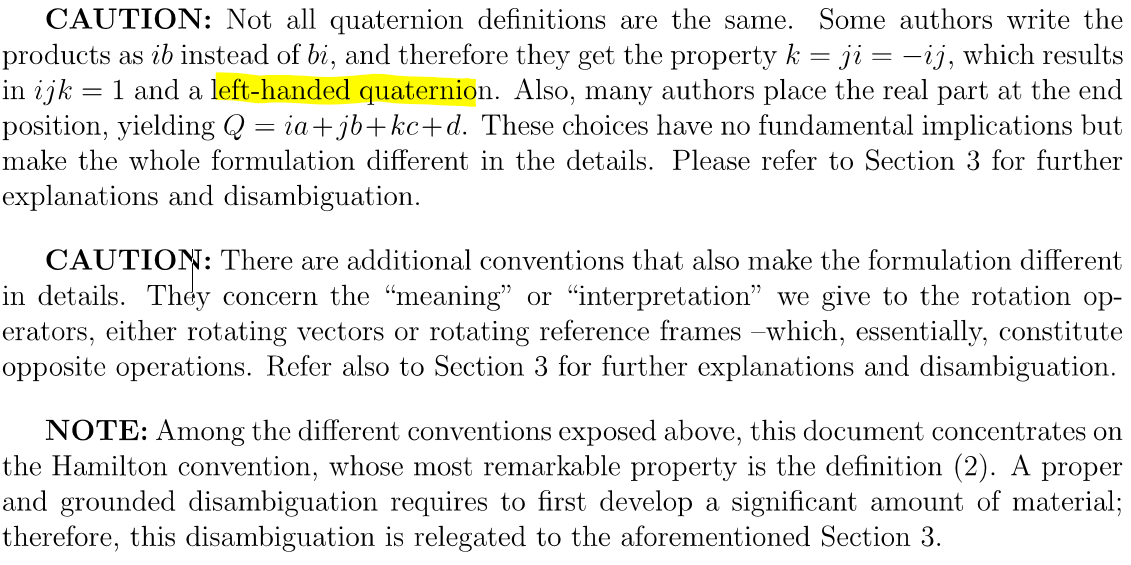 CAUTION: Not all quaternion definitions are the same. Some authors write the
products as ib instead of bi, and therefore they get the property k = ji = −ij, which results
in ijk = 1 and a left-handed quaternion. Also, many authors place the real part at the end
position, yielding Q = ia+jb+kc+d. These choices have no fundamental implications but
make the whole formulation different in the details. Please refer to Section 3 for further
explanations and disambiguation.
CAUTION: There are additional conventions that also make the formulation different
in details. They concern the “meaning” or “interpretation” we give to the rotation op-
erators, either rotating vectors or rotating reference frames –which, essentially, constitute
opposite operations. Refer also to Section 3 for further explanations and disambiguation.
NOTE: Among the different conventions exposed above, this document concentrates on
the Hamilton convention, whose most remarkable property is the definition (2). A proper
and grounded disambiguation requires to first develop a significant amount of material;
therefore, this disambiguation is relegated to the aforementioned Section 3.